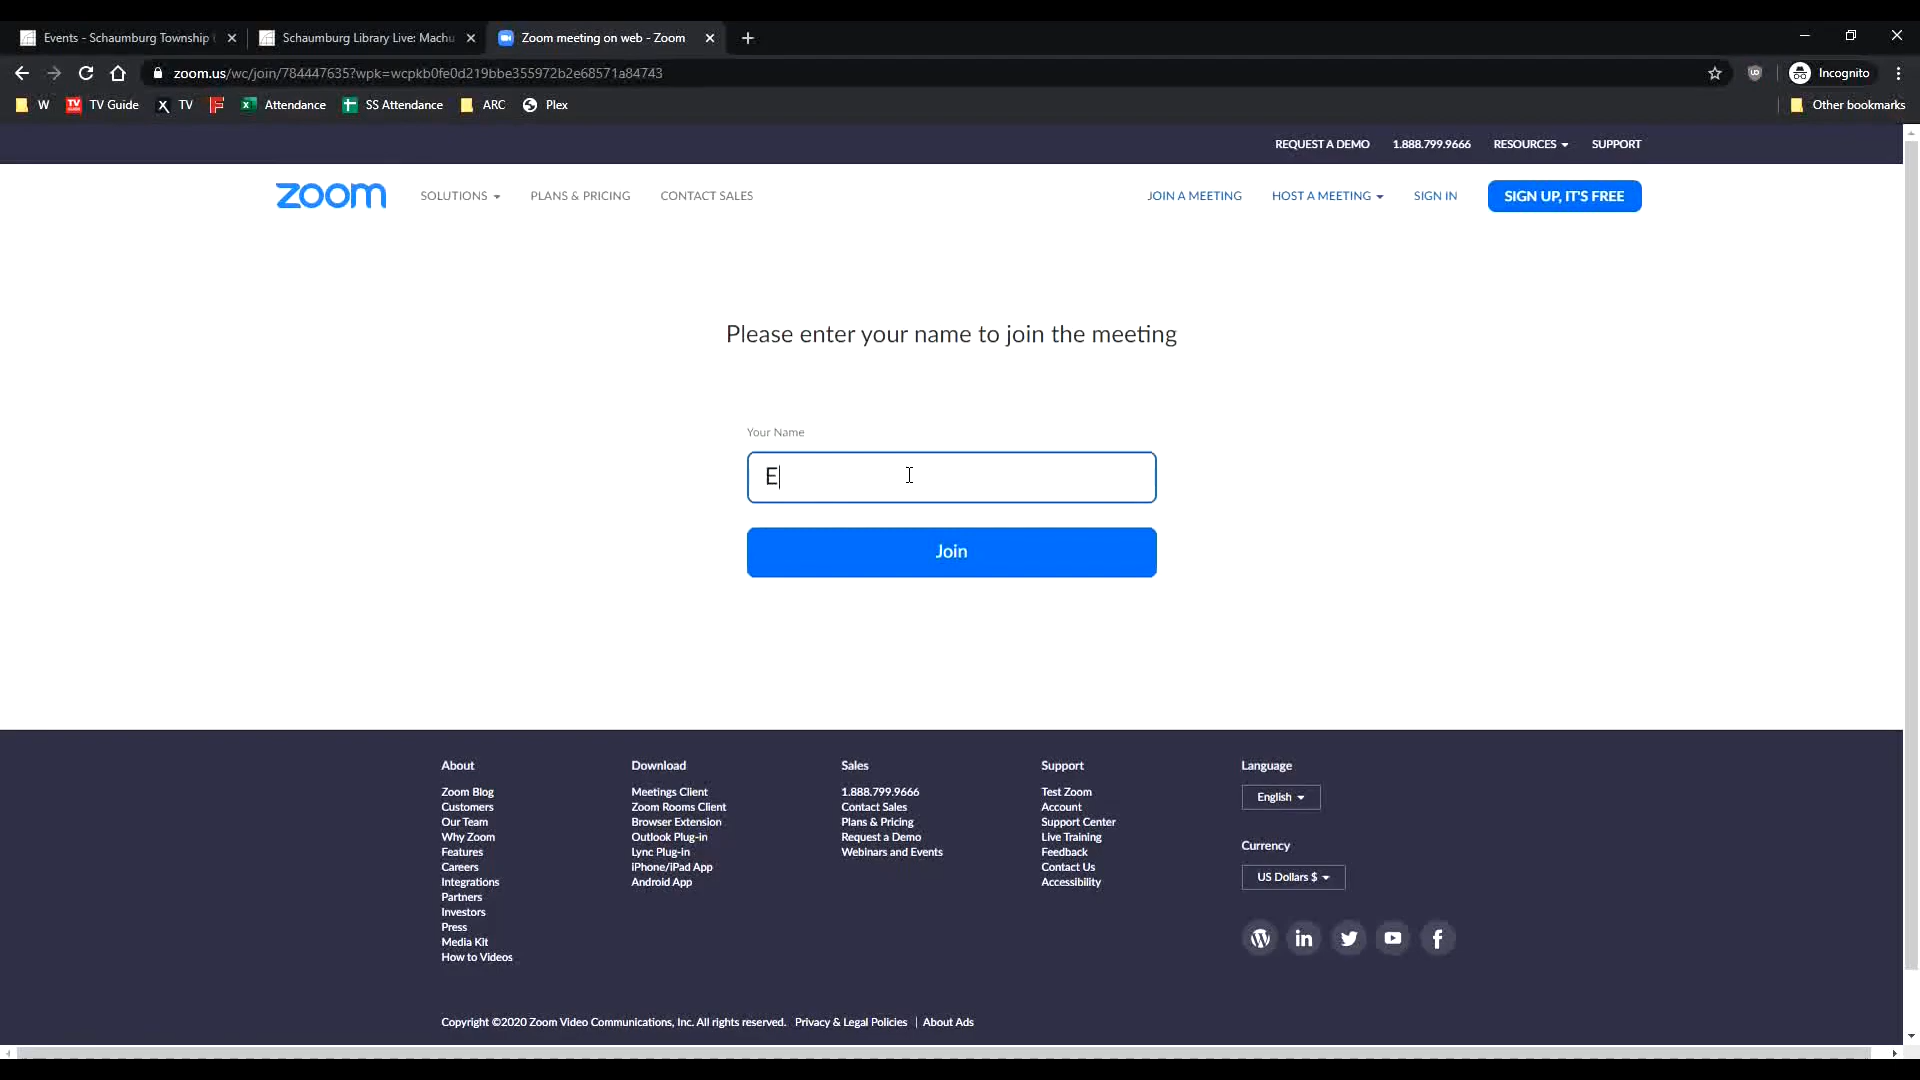 Events - Schaumburg Township
Schaumburg Library Live: Machu
Zoom meeting on web - Zoom
zoom.us/wc/join/784447635?wpk=wcpkb0fe0d219bbe355972b2e68571a84743
Incognito
W TV Guide TV Attendance SS Attendance ARC Plex Other bookmarks
REQUEST A DEMO 1.888.799.9666 RESOURCES SUPPORT
zoom SOLUTIONS PLANS & PRICING CONTACT SALES JOIN A MEETING HOST A MEETING SIGN IN SIGN UP, IT'S FREE
Please enter your name to join the meeting
Your Name
E
Join
About
Zoom Blog
Customers
Our Team
Why Zoom
Features
Careers
Integrations
Partners
Investors
Press
Media Kit
How to Videos
Download
Meetings Client
Zoom Rooms Client
Browser Extension
Outlook Plug-in
Lync Plug-in
iPhone/iPad App
Android App
Sales
1.888.799.9666
Contact Sales
Plans & Pricing
Request a Demo
Webinars and Events
Support
Test Zoom
Account
Support Center
Live Training
Feedback
Contact Us
Accessibility
Language
English
Currency
US Dollars $
Copyright ©2020 Zoom Video Communications, Inc. All rights reserved. Privacy & Legal Policies | About Ads